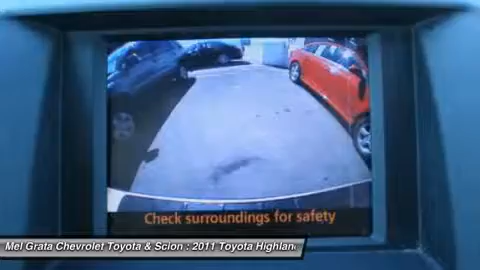 Check surroundings for safety
Mel Grata Chevrolet Toyota & Scion : 2011 Toyota Highlan